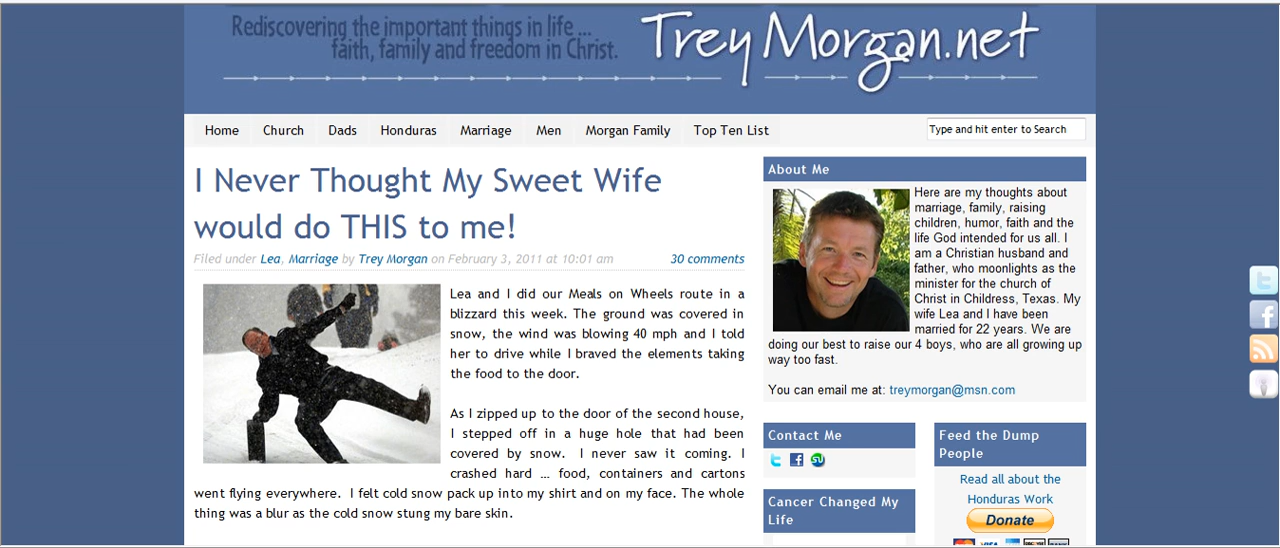 Rediscovering the important things in life ...
faith, family and freedom in Christ.
TreyMorgan.net
Home
Church
Dads
Honduras
Marriage
Men
Morgan Family
Top Ten List
Type and hit enter to Search
I Never Thought My Sweet Wife
would do THIS to me!
Filed under Lea, Marriage by Trey Morgan on February 3, 2011 at 10:01 am
30 comments
Lea and I did our Meals on Wheels route in a
blizzard this week. The ground was covered in
snow, the wind was blowing 40 mph and I told
her to drive while I braved the elements taking
the food to the door.
As I zipped up to the door of the second house,
I stepped off in a huge hole that had been
covered by snow. I never saw it coming. I
crashed hard … food, containers and cartons
went flying everywhere. I felt cold snow pack up into my shirt and on my face. The whole
thing was a blur as the cold snow stung my bare skin.
About Me
Here are my thoughts about
marriage, family, raising
children, humor, faith and the
life God intended for us all. I
am a Christian husband and
father, who moonlights as the
minister for the church of
Christ in Childress, Texas. My
wife Lea and I have been
married for 22 years. We are
doing our best to raise our 4 boys, who are all growing up
way too fast.
You can email me at: treymorgan@msn.com
Contact Me
Cancer Changed My
Life
Feed the Dump
People
Read all about the
Honduras Work
Donate
VISA